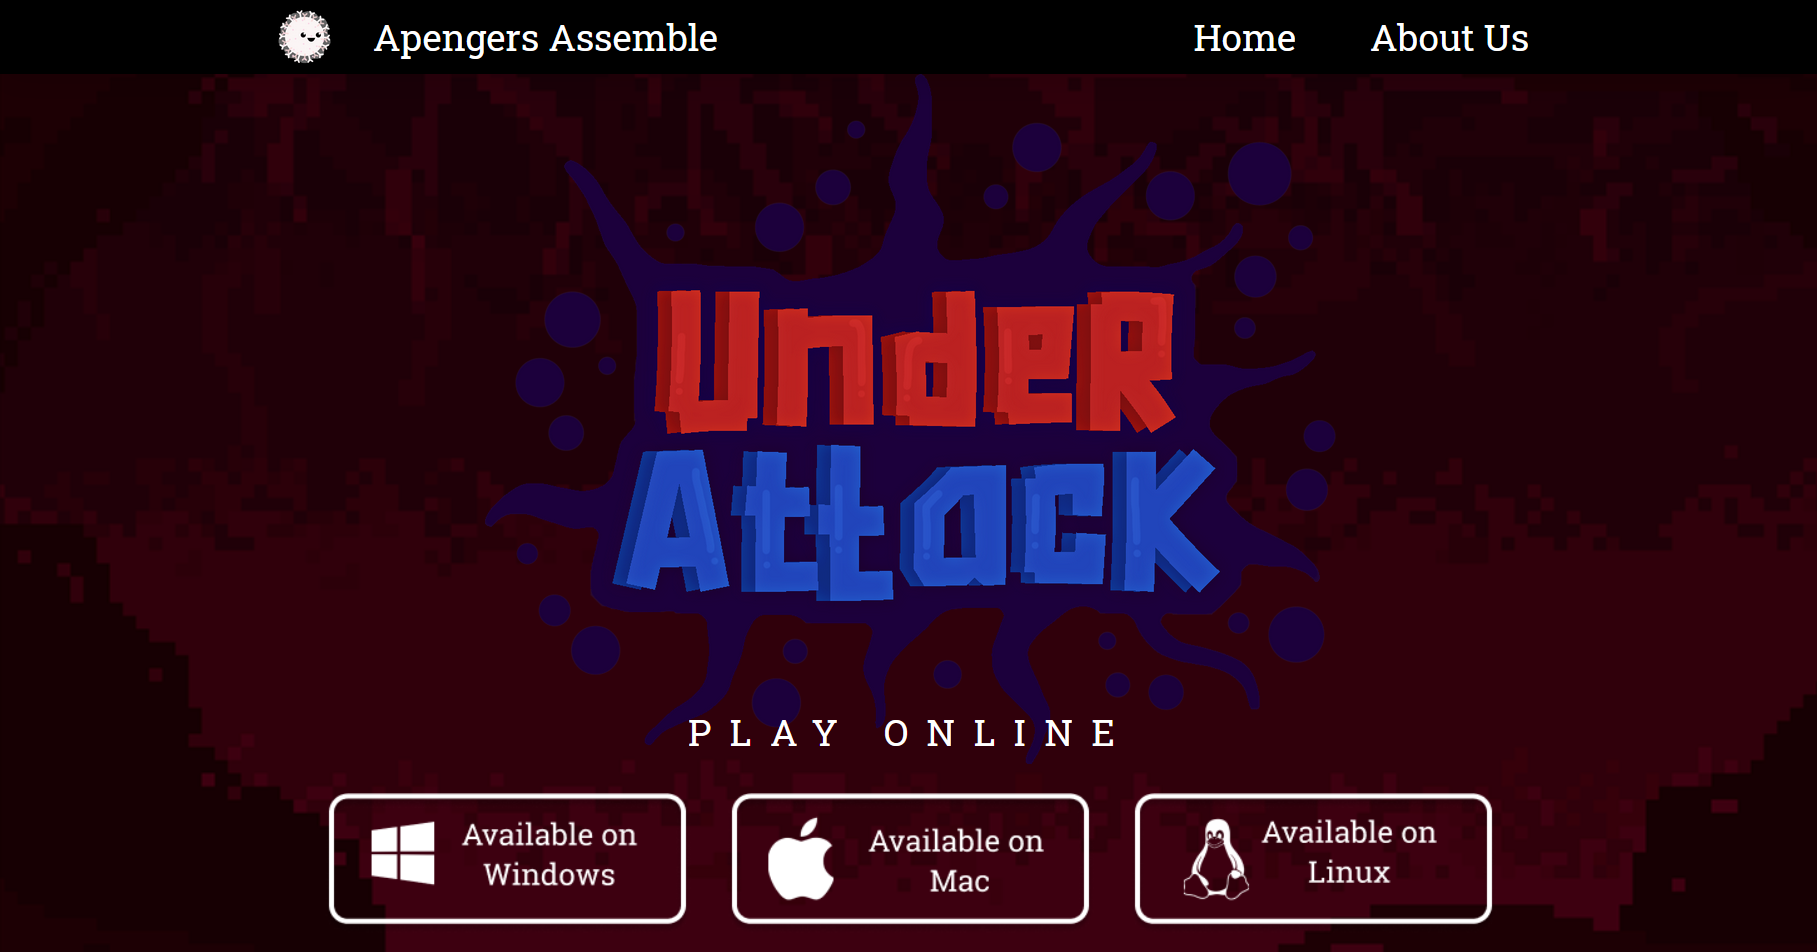 Apengers Assemble
Home
About Us
UndeR
AttacK
PLAY ONLINE
Available on
Windows
Available on
Mac
Available on
Linux